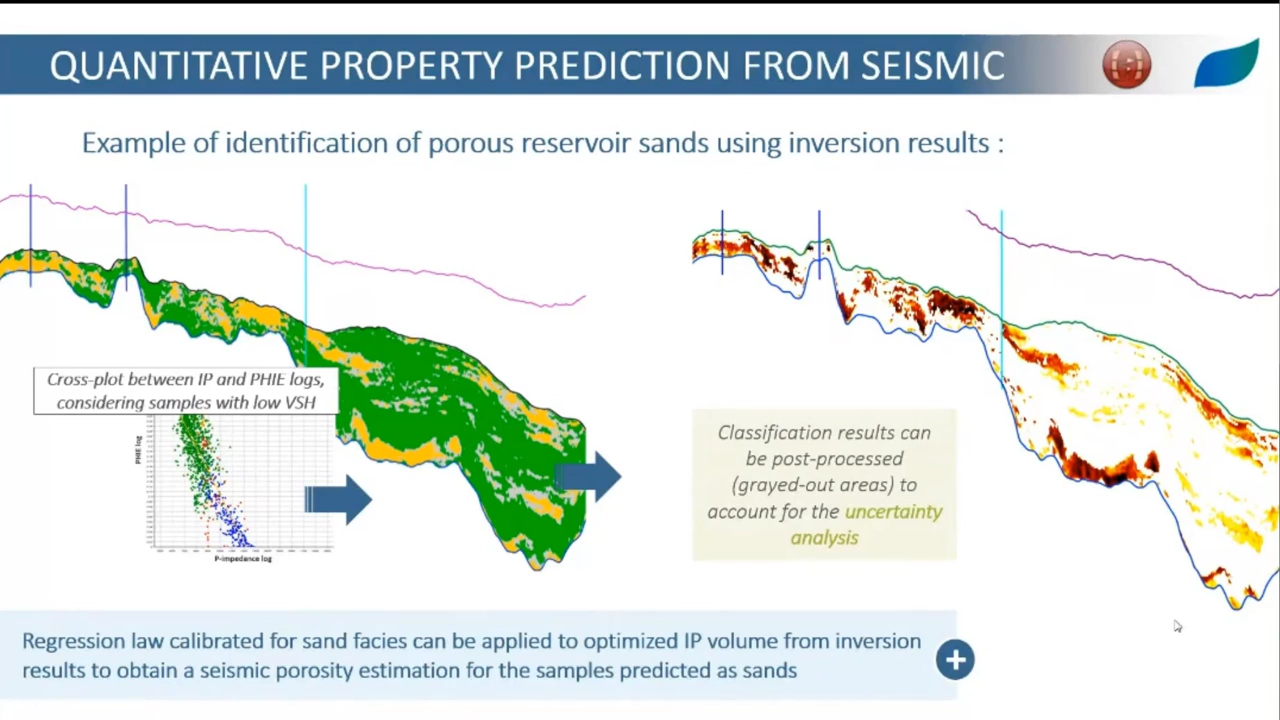 QUANTITATIVE PROPERTY PREDICTION FROM SEISMIC
Example of identification of porous reservoir sands using inversion results :
Cross-plot between IP and PHIE logs,
considering samples with low VSH
PHIE log
P-impedance log
Classification results can
be post-processed
(grayed-out areas) to
account for the uncertainty
analysis
Regression law calibrated for sand facies can be applied to optimized IP volume from inversion
results to obtain a seismic porosity estimation for the samples predicted as sands